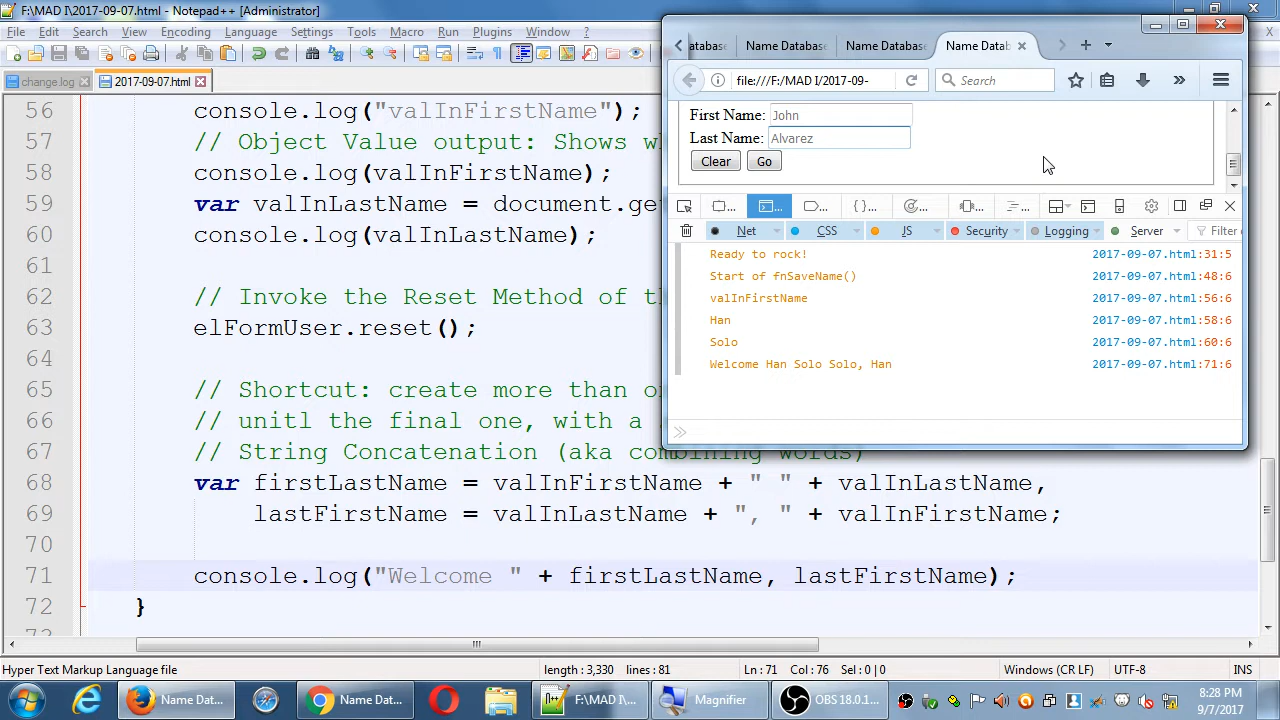 F:\MAD I\2017-09-07.html - Notepad++ [Administrator]
File Edit Search View Encoding Language Settings Tools Macro Run Plugins Window ?
change.log 2017-09-07.html
56 console.log("valInFirstName");
57 // Object Value output: Shows
58 console.log(valInFirstName);
59 var valInLastName = document.ge
60 console.log(valInLastName);
61
62 // Invoke the Reset Method of
63 elFormUser.reset();
64
65 // Shortcut: create more than
66 // unitl the final one, with a
67 // String Concatenation (aka combining words)
68 var firstLastName = valInFirstName + " " + valInLastName,
69 lastFirstName = valInLastName + ", " + valInFirstName;
70
71 console.log("Welcome " + firstLastName, lastFirstName);
72 }
Hyper Text Markup Language file length : 3,330 lines : 81 Ln : 71 Col : 76 Sel : 0 | 0 Windows (CR LF) UTF-8 INS
Name Databas Name Databas Name Datab
file:///F:/MAD I/2017-09- Search
First Name: John
Last Name: Alvarez
Clear Go
Net CSS JS Security Logging Server Filter
Ready to rock! 2017-09-07.html:31:5
Start of fnSaveName() 2017-09-07.html:48:6
valInFirstName 2017-09-07.html:56:6
Han 2017-09-07.html:58:6
Solo 2017-09-07.html:60:6
Welcome Han Solo Solo, Han 2017-09-07.html:71:6
Name Dat... Name Dat... F:\MAD I\... Magnifier OBS 18.0.1... 8:28 PM
9/7/2017